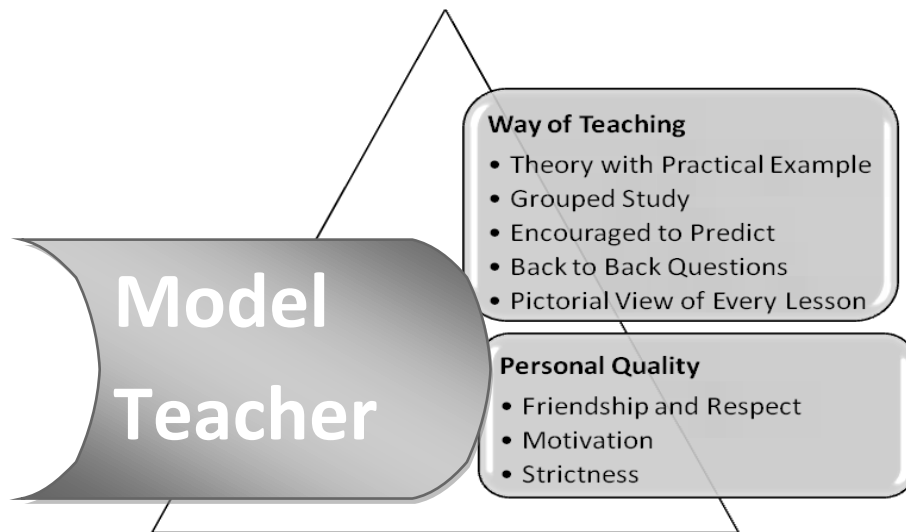 Model
Teacher
Way of Teaching
• Theory with Practical Example
• Grouped Study
• Encouraged to Predict
• Back to Back Questions
• Pictorial View of Every Lesson
Personal Quality
• Friendship and Respect
• Motivation
• Strictness